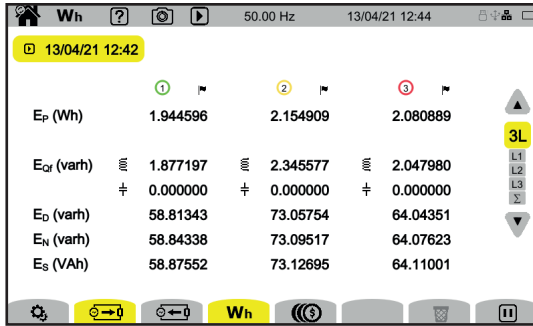 Wh ? 50.00 Hz 13/04/21 12:44
13/04/21 12:42
1 2 3
EP (Wh) 1.944596 2.154909 2.080889
3L
EQf (varh) 1.877197 2.345577 2.047980
L1
L2
0.000000 0.000000 0.000000
L3
Σ
ED (varh) 58.81343 73.05754 64.04351
EN (varh) 58.84338 73.09517 64.07623
ES (VAh) 58.87552 73.12695 64.11001
Wh $